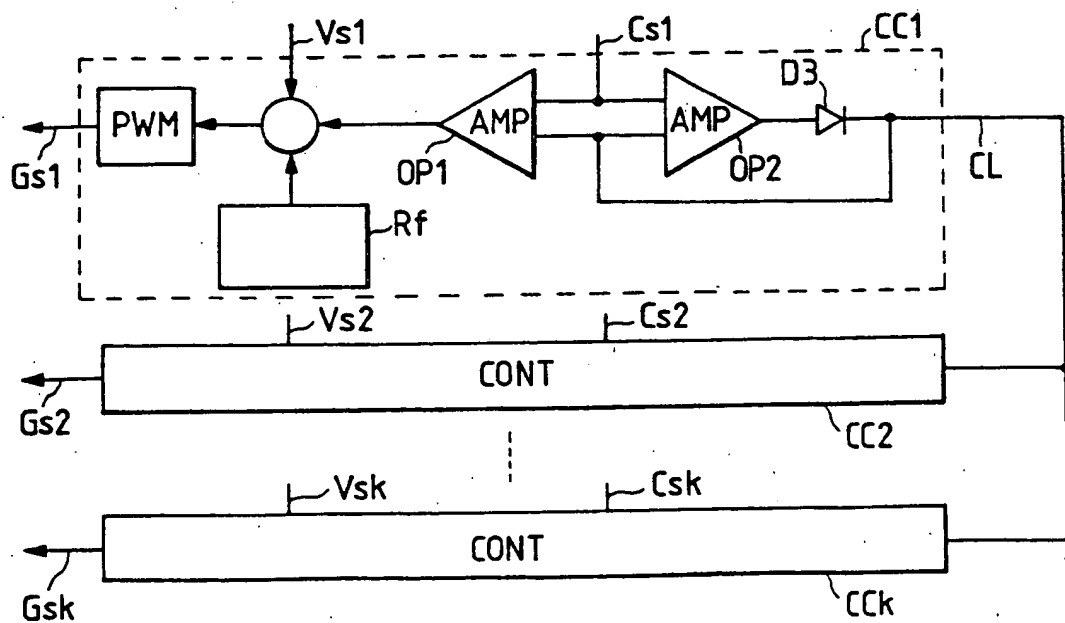 Vs1
Cs1
CC1
D3
PWM
AMP
AMP
Gs1
OP1
OP2
CL
Rf
Vs2
Cs2
CONT
Gs2
CC2
Vsk
Csk
CONT
Gsk
CCk